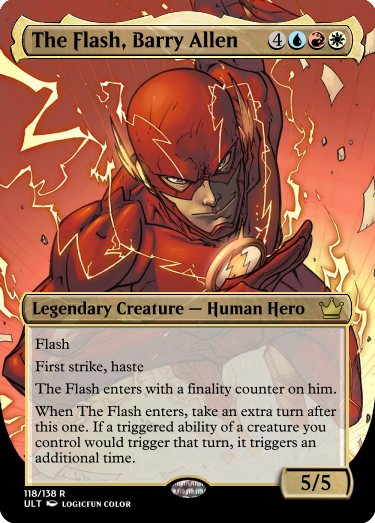 The Flash, Barry Allen 4
Legendary Creature — Human Hero
Flash
First strike, haste
The Flash enters with a finality counter on him.
When The Flash enters, take an extra turn after
this one. If a triggered ability of a creature you
control would trigger that turn, it triggers an
additional time.
5/5
118/138 R
ULT LOGICFUN COLOR